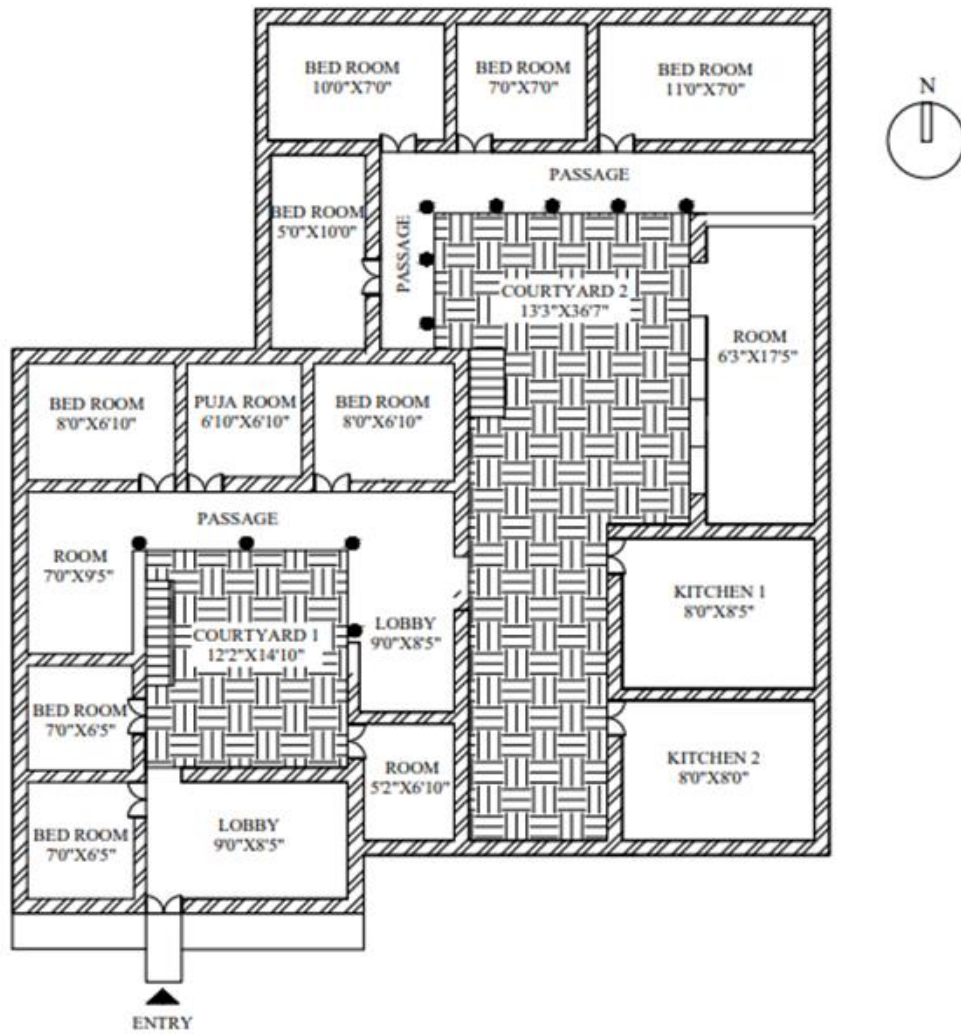 BED ROOM
10'0"X7'0"
BED ROOM
7'0"X7'0"
BED ROOM
11'0"X7'0"
N
PASSAGE
BED ROOM
5'0"X10'0"
PASSAGE
COURTYARD 2
13'3"X36'7"
ROOM
6'3"X17'5"
BED ROOM
8'0"X6'10"
PUJA ROOM
6'10"X6'10"
BED ROOM
8'0"X6'10"
PASSAGE
ROOM
7'0"X9'5"
COURTYARD 1
12'2"X14'10"
LOBBY
9'0"X8'5"
KITCHEN 1
8'0"X8'5"
BED ROOM
7'0"X6'5"
ROOM
5'2"X6'10"
KITCHEN 2
8'0"X8'0"
BED ROOM
7'0"X6'5"
LOBBY
9'0"X8'5"
ENTRY